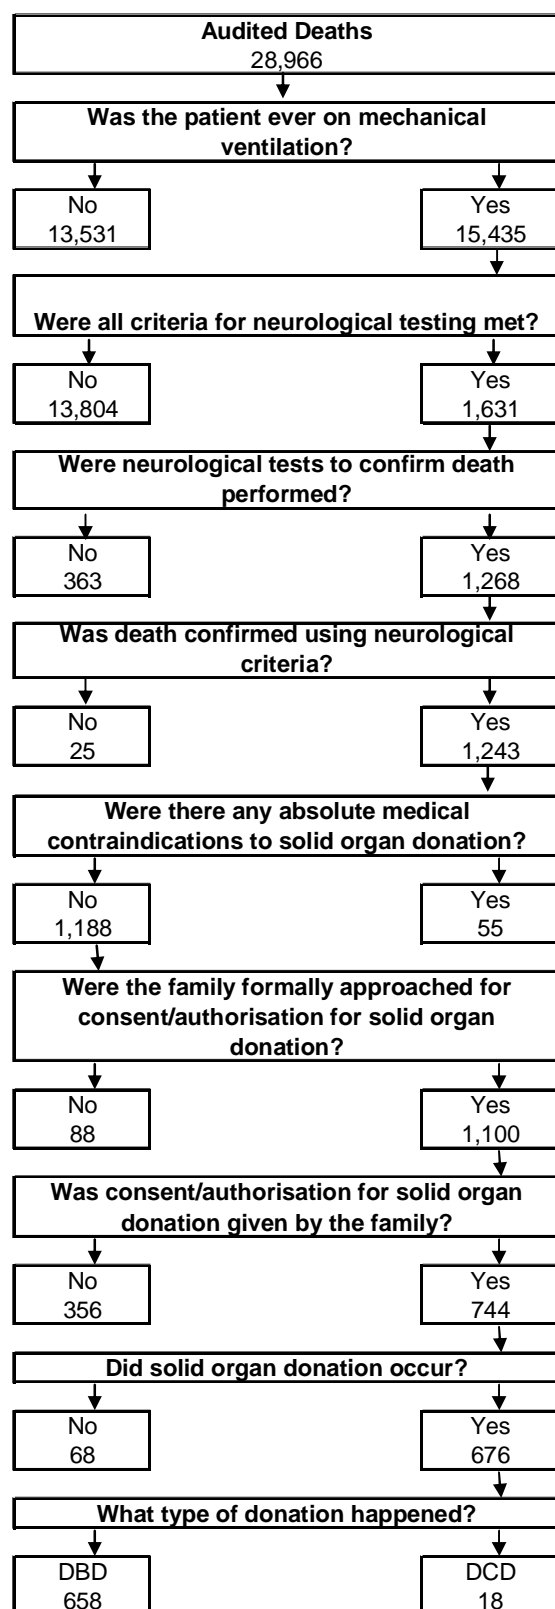 Audited Deaths
28,966
Was the patient ever on mechanical
ventilation?
No
13,531
Yes
15,435
Were all criteria for neurological testing met?
No
13,804
Yes
1,631
Were neurological tests to confirm death
performed?
No
363
Yes
1,268
Was death confirmed using neurological
criteria?
No
25
Yes
1,243
Were there any absolute medical
contraindications to solid organ donation?
No
1,188
Yes
55
Were the family formally approached for
consent/authorisation for solid organ
donation?
No
88
Yes
1,100
Was consent/authorisation for solid organ
donation given by the family?
No
356
Yes
744
Did solid organ donation occur?
No
68
Yes
676
What type of donation happened?
DBD
658
DCD
18